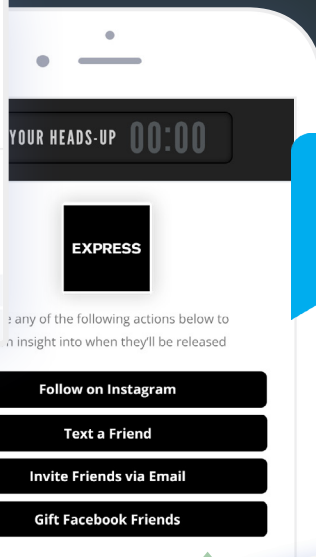 YOUR HEADS-UP 00:00
EXPRESS
any of the following actions below to
insight into when they'll be released
Follow on Instagram
Text a Friend
Invite Friends via Email
Gift Facebook Friends